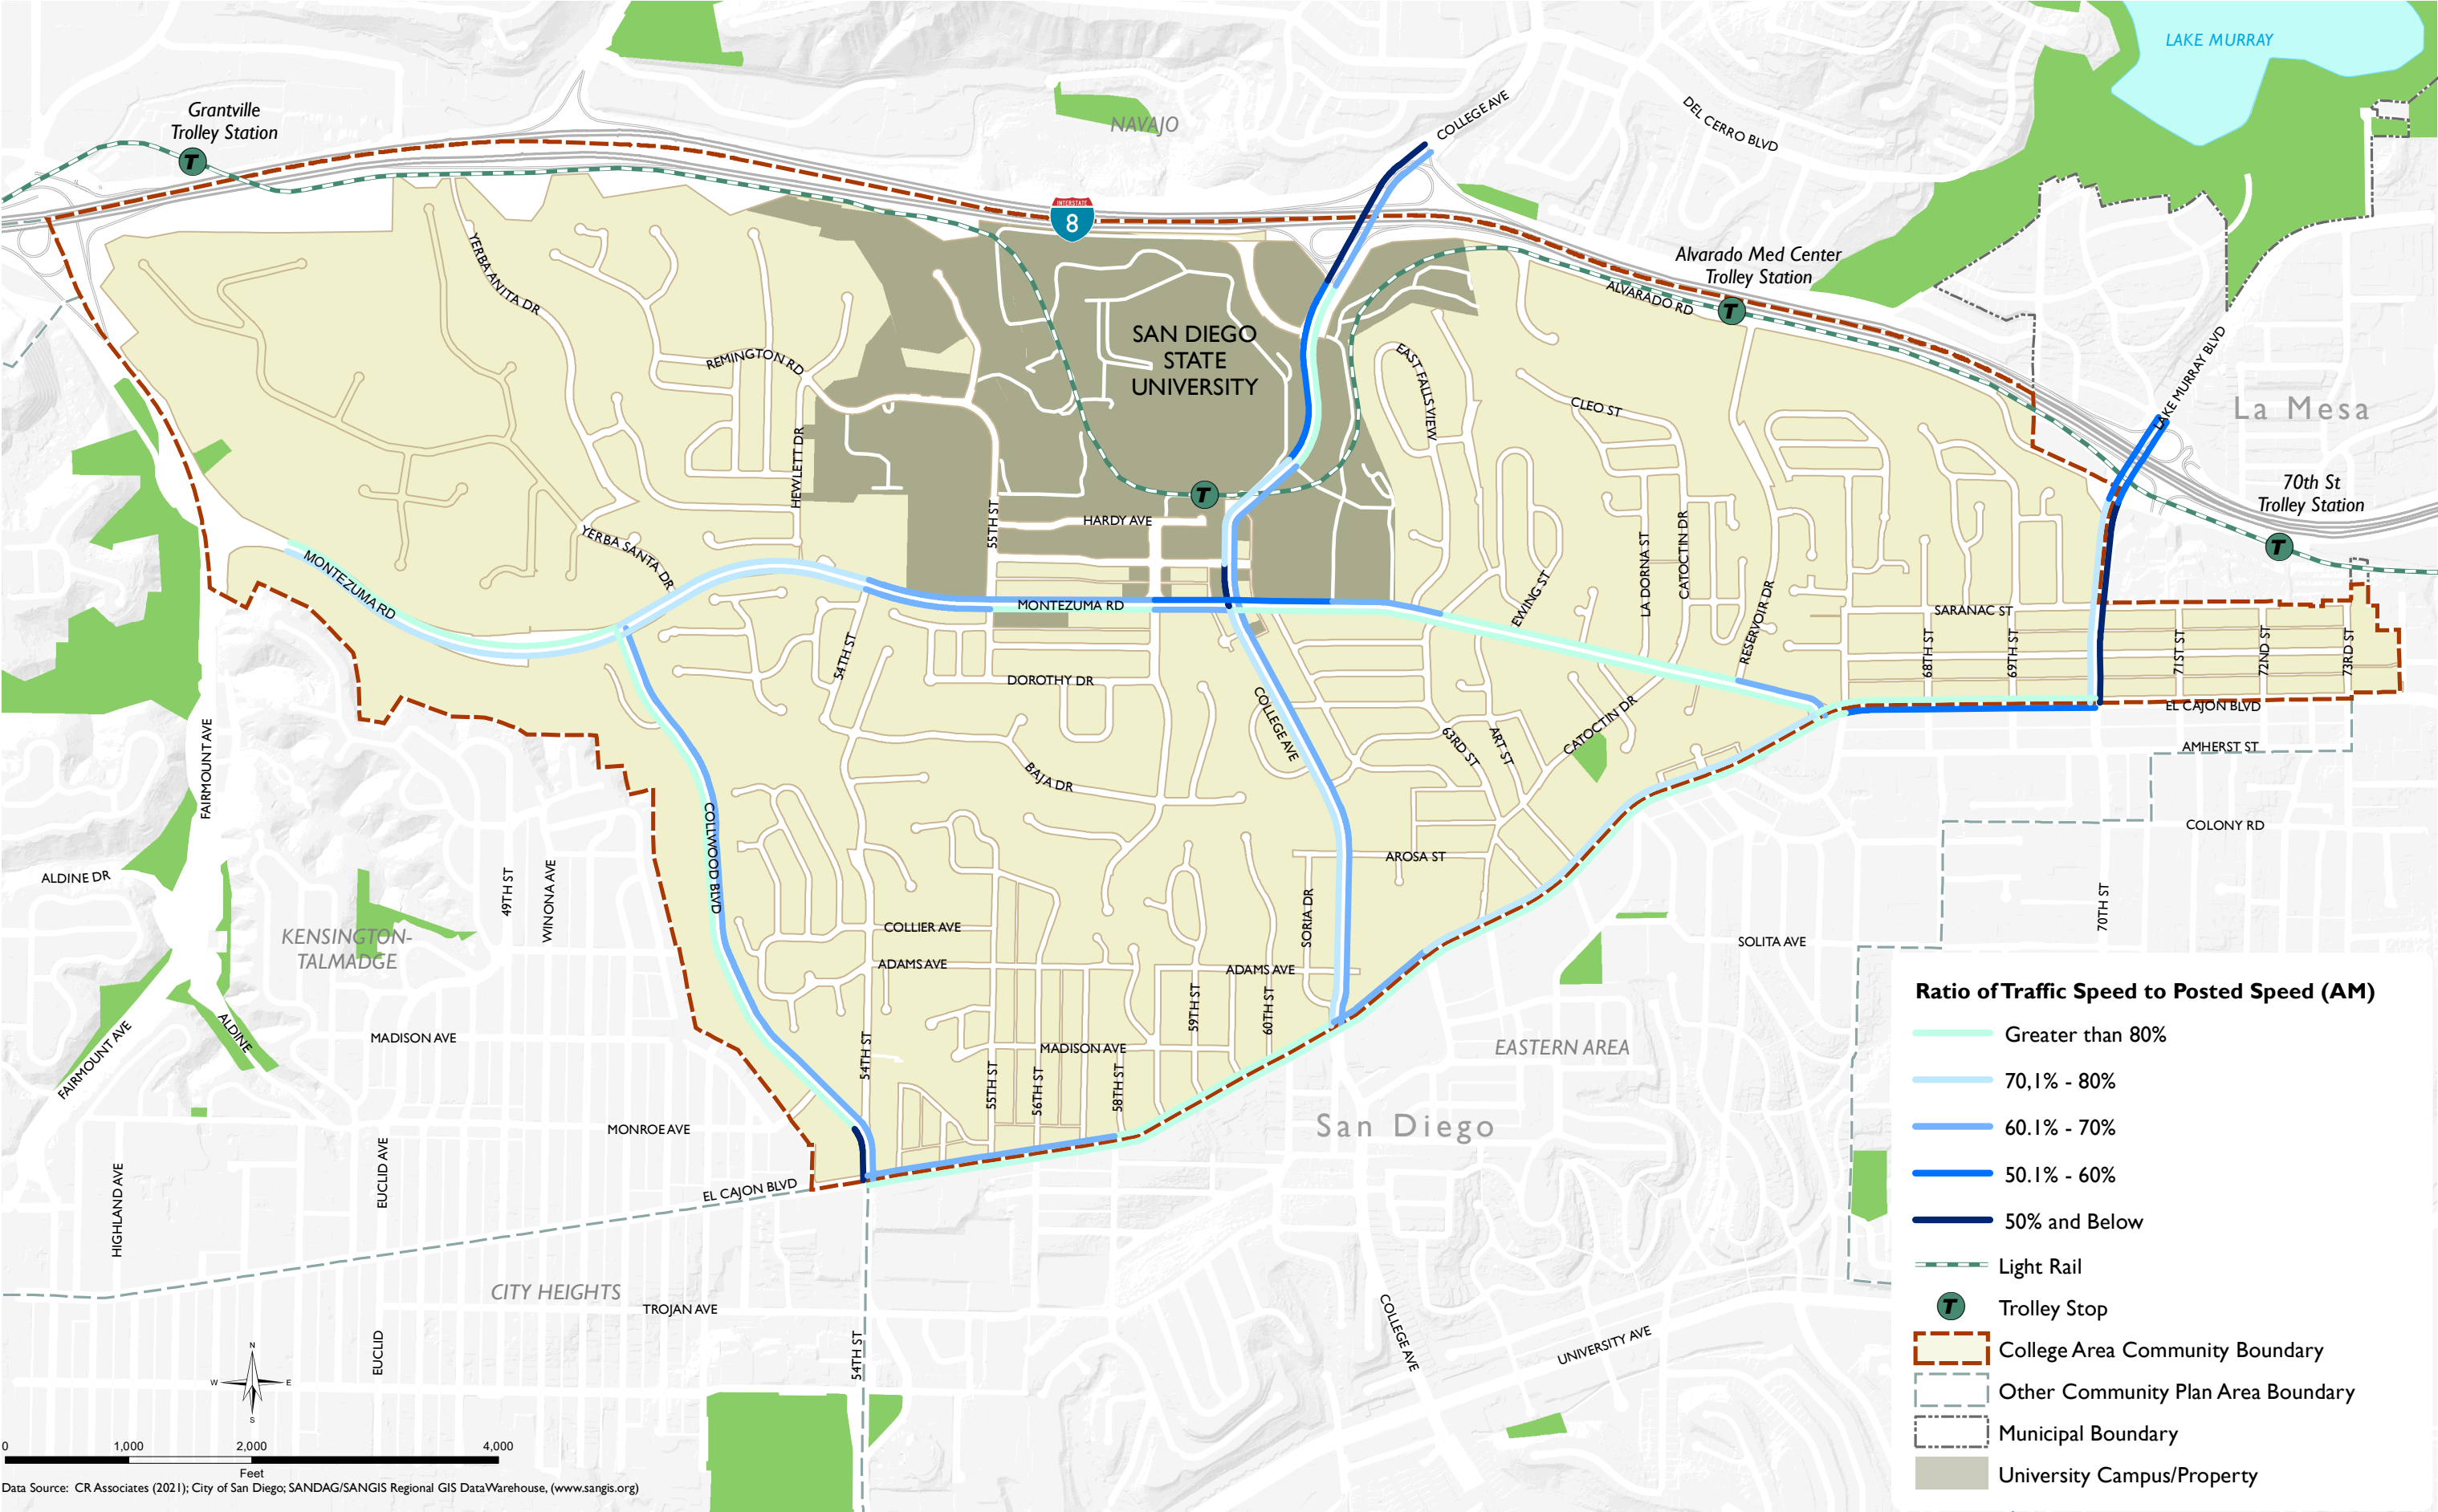 LAKE MURRAY
COLLEGE AVE
DEL CERRO BLVD
Grantville
Trolley Station
T
NAVAJO
INTERSTATE
8
Alvarado Med Center
Trolley Station
T
ALVARADO RD
YERBA ANITA DR
SAN DIEGO
STATE
UNIVERSITY
REMINGTON RD
EAST FALLS VIEW
CLEO ST
LAKE MURRAY BLVD
La Mesa
HEWLETT DR
70th St
Trolley Station
T
T
55TH ST
HARDY AVE
YERBA SANTA DR
MONTEZUMA RD
MONTEZUMA RD
LA DORNA ST
CATOCTIN DR
EWING ST
RESERVOIR DR
SARANAC ST
68TH ST
69TH ST
71ST ST
72ND ST
73RD ST
54TH ST
DOROTHY DR
COLLEGE AVE
63RD ST
ART ST
CATOCTIN DR
EL CAJON BLVD
AMHERST ST
FAIRMOUNT AVE
BAJA DR
COLLWOOD BLVD
COLONY RD
AROSA ST
ALDINE DR
49TH ST
WINONA AVE
70TH ST
KENSINGTON-
TALMADGE
COLLIER AVE
SORIA DR
SOLITA AVE
ADAMS AVE
ADAMS AVE
59TH ST
60TH ST
FAIRMOUNT AVE
ALDINE
MADISON AVE
54TH ST
MADISON AVE
EASTERN AREA
55TH ST
56TH ST
58TH ST
San Diego
MONROE AVE
HIGHLAND AVE
EUCLID AVE
EL CAJON BLVD
CITY HEIGHTS
TROJAN AVE
EUCLID
54TH ST
COLLEGE AVE
UNIVERSITY AVE
Ratio of Traffic Speed to Posted Speed (AM)
Greater than 80%
70,1% - 80%
60.1% - 70%
50.1% - 60%
50% and Below
Light Rail
T
Trolley Stop
College Area Community Boundary
Other Community Plan Area Boundary
Municipal Boundary
University Campus/Property
N
W E
S
0 1,000 2,000 4,000
Feet
Data Source: CR Associates (2021); City of San Diego; SANDAG/SANGIS Regional GIS Data Warehouse, (www.sangis.org)